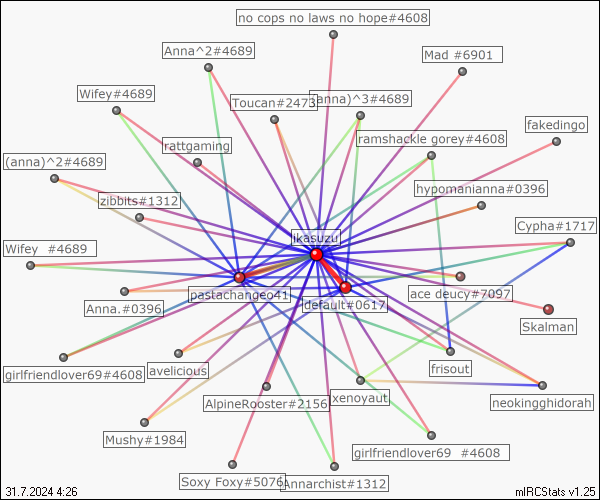 no cops no laws no hope#4608
Anna^2#4689
Mad #6901
Wifey#4689
Toucan#2473
(anna)^3#4689
fakedingo
rattgaming
ramshackle gorey#4608
(anna)^2#4689
hypomanianna#0396
zibbits#1312
Cypha#1717
jkasuzu
Wifey #4689
pastachangeo41
default#0617
ace deucy#7097
Anna.#0396
Skalman
girlfriendlover69#4608
avelicious
frisout
AlpineRooster#2156
xenoyaut
neokingghidorah
Mushy#1984
girlfriendlover69 #4608
Soxy Foxy#5076
Annarchist#1312
31.7.2024 4:26
mIRCStats v1.25